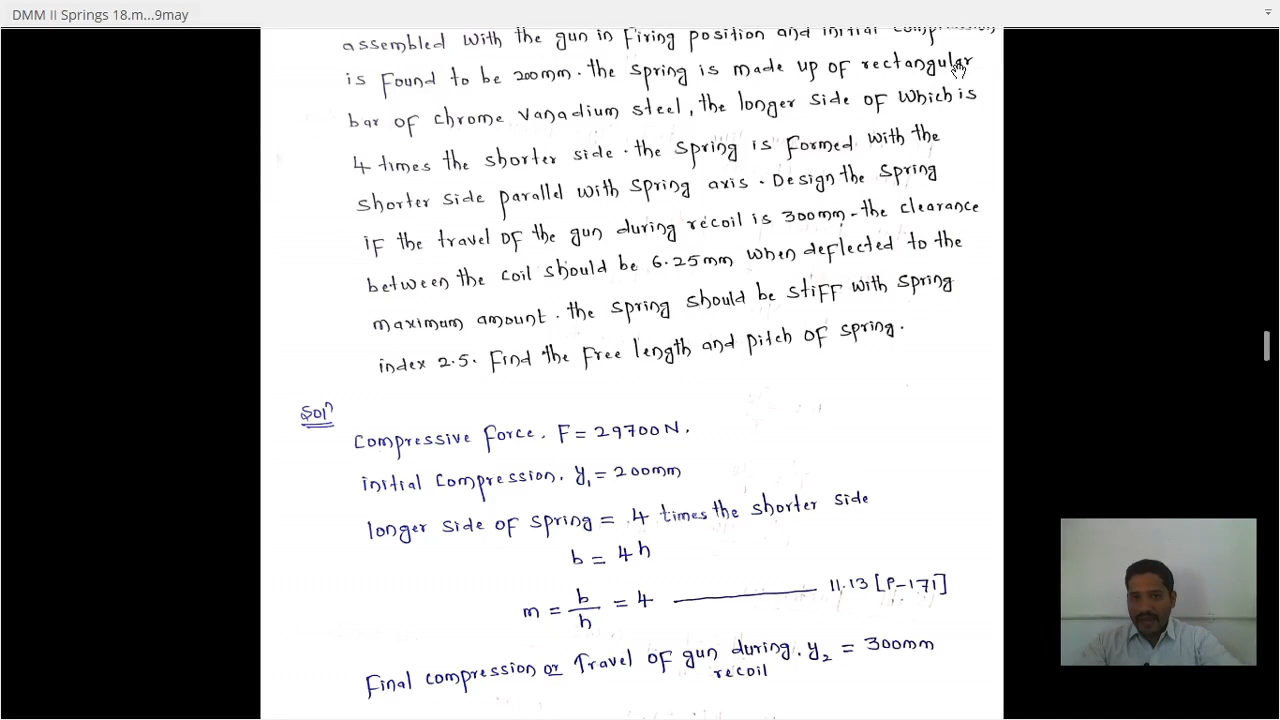 DMM II Springs 18.m...9may
assembled with the gun in firing position and initial compression
is found to be 200mm. the spring is made up of rectangular
bar of chrome vanadium steel, the longer side of which is
4 times the shorter side. the spring is formed with the
shorter side parallel with spring axis. Design the spring
if the travel of the gun during recoil is 300mm. the clearance
between the coil should be 6.25mm when deflected to the
maximum amount. the spring should be stiff with spring
index 2.5. Find the free length and pitch of spring.
Solⁿ
Compressive force. F = 29700N.
initial compression. y₁ = 200mm
longer side of spring = 4 times the shorter side
b = 4h
m = b/h = 4 ——— 11.13 [P-171]
Final compression or Travel of gun during. y₂ = 300mm
recoil